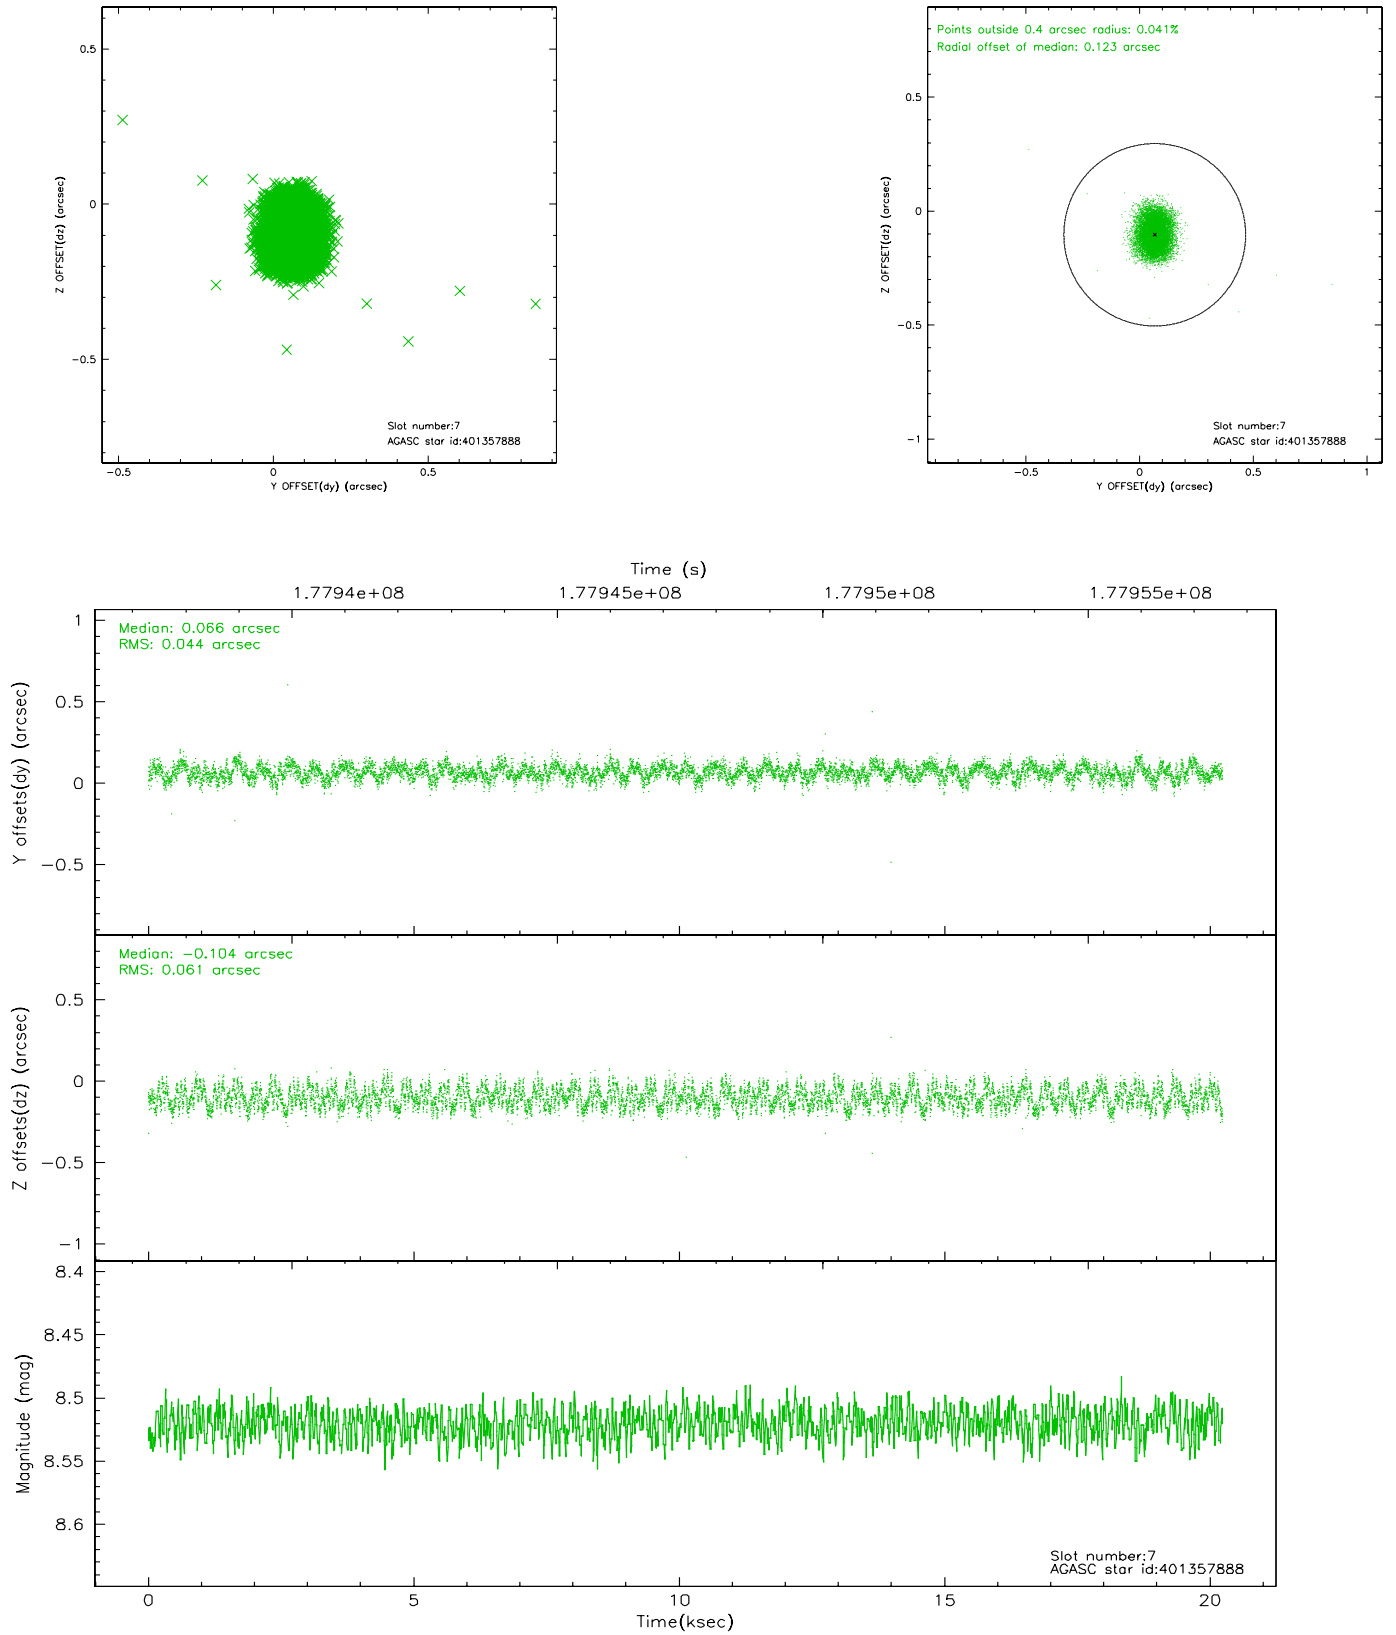 0.5
0
-0.5
Z OFFSET(dz) (arcsec)
Slot number:7
AGASC star id:401357888
-0.5
0
0.5
Y OFFSET(dy) (arcsec)
Points outside 0.4 arcsec radius: 0.041%
Radial offset of median: 0.123 arcsec
0.5
0
-0.5
-1
Z OFFSET(dz) (arcsec)
Slot number:7
AGASC star id:401357888
-0.5
0
0.5
1
Y OFFSET(dy) (arcsec)
Time (s)
1.7794e+08
1.77945e+08
1.7795e+08
1.77955e+08
Median: 0.066 arcsec
RMS: 0.044 arcsec
1
0.5
0
-0.5
Y offsets(dy) (arcsec)
Median: -0.104 arcsec
RMS: 0.061 arcsec
0.5
0
-0.5
-1
Z offsets(dz) (arcsec)
8.4
8.45
8.5
8.55
8.6
Magnitude (mag)
Slot number:7
AGASC star id:401357888
0
5
10
15
20
Time(ksec)